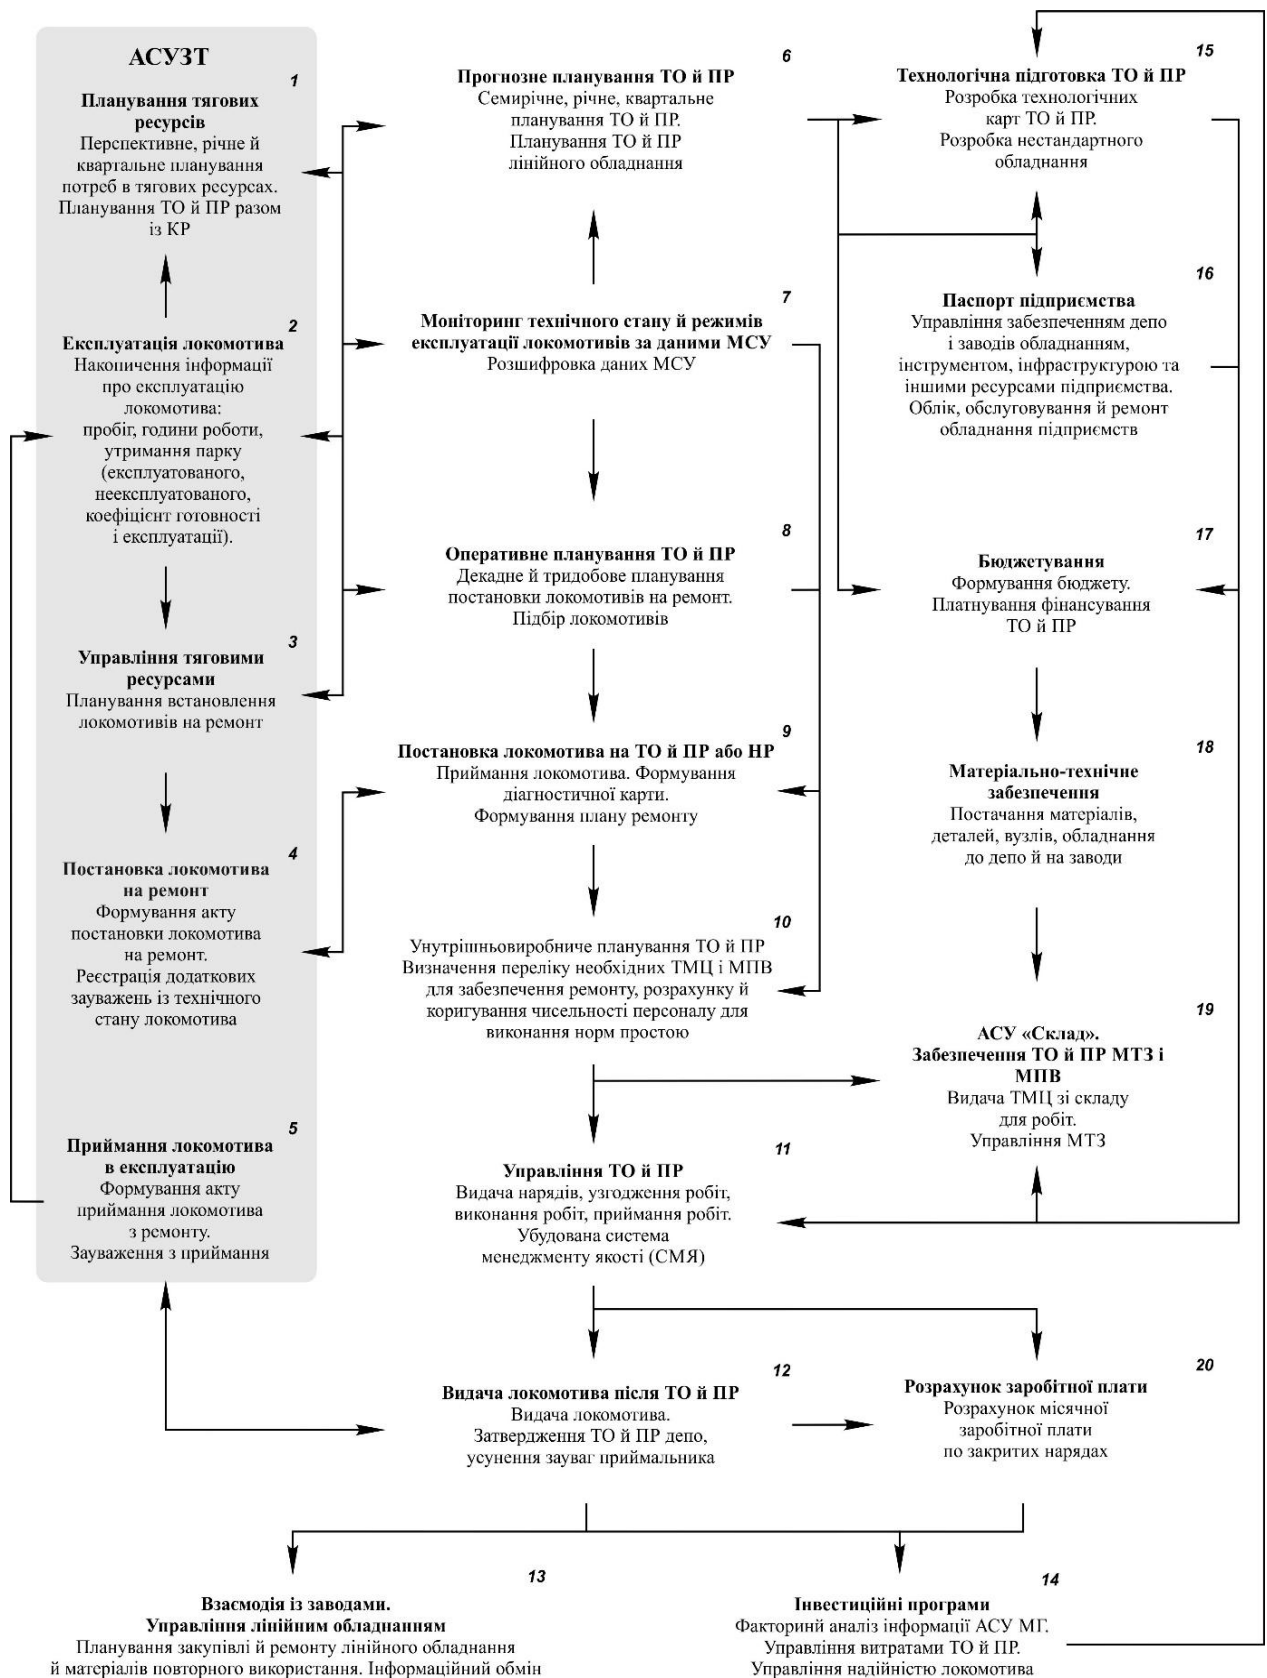 АСУЗТ
1
Планування тягових
ресурсів
Перспективне, річне й
квартальне планування
потреб в тягових ресурсах.
Планування ТО й ПР разом
із КР
2
Експлуатація локомотива
Накопичення інформації
про експлуатацію
локомотива:
пробіг, години роботи,
утримання парку
(експлуатованого,
неексплуатованого,
коефіцієнт готовності
і експлуатації).
3
Управління тяговими
ресурсами
Планування встановлення
локомотивів на ремонт
4
Постановка локомотива
на ремонт
Формування акту
постановки локомотива
на ремонт.
Реєстрація додаткових
зауважень із технічного
стану локомотива
5
Приймання локомотива
в експлуатацію
Формування акту
приймання локомотива
з ремонту.
Зауваження з приймання
6
Прогнозне планування ТО й ПР
Семирічне, річне, квартальне
планування ТО й ПР.
Планування ТО й ПР
лінійного обладнання
7
Моніторинг технічного стану й режимів
експлуатації локомотивів за даними МСУ
Розшифровка даних МСУ
8
Оперативне планування ТО й ПР
Декадне й тридобове планування
постановки локомотивів на ремонт.
Підбір локомотивів
9
Постановка локомотива на ТО й ПР або НР
Приймання локомотива. Формування
діагностичної карти.
Формування плану ремонту
10
Унутрішньовиробниче планування ТО й ПР
Визначення переліку необхідних ТМЦ і МПВ
для забезпечення ремонту, розрахунку й
коригування чисельності персоналу для
виконання норм простою
11
Управління ТО й ПР
Видача нарядів, узгодження робіт,
виконання робіт, приймання робіт.
Убудована система
менеджменту якості (СМЯ)
12
Видача локомотива після ТО й ПР
Видача локомотива.
Затвердження ТО й ПР депо,
усунення зауваг приймальника
13
Взаємодія із заводами.
Управління лінійним обладнанням
Планування закупівлі й ремонту лінійного обладнання
й матеріалів повторного використання. Інформаційний обмін
14
Інвестиційні програми
Факторний аналіз інформації АСУ МГ.
Управління витратами ТО й ПР.
Управління надійністю локомотива
15
Технологічна підготовка ТО й ПР
Розробка технологічних
карт ТО й ПР.
Розробка нестандартного
обладнання
16
Паспорт підприємства
Управління забезпеченням депо
і заводів обладнанням,
інструментом, інфраструктурою та
іншими ресурсами підприємства.
Облік, обслуговування й ремонт
обладнання підприємств
17
Бюджетування
Формування бюджету.
Платнування фінансування
ТО й ПР
18
Матеріально-технічне
забезпечення
Постачання матеріалів,
деталей, вузлів, обладнання
до депо й на заводи
19
АСУ «Склад».
Забезпечення ТО й ПР МТЗ і
МПВ
Видача ТМЦ зі складу
для робіт.
Управління МТЗ
20
Розрахунок заробітної плати
Розрахунок місячної
заробітної плати
по закритих нарядах